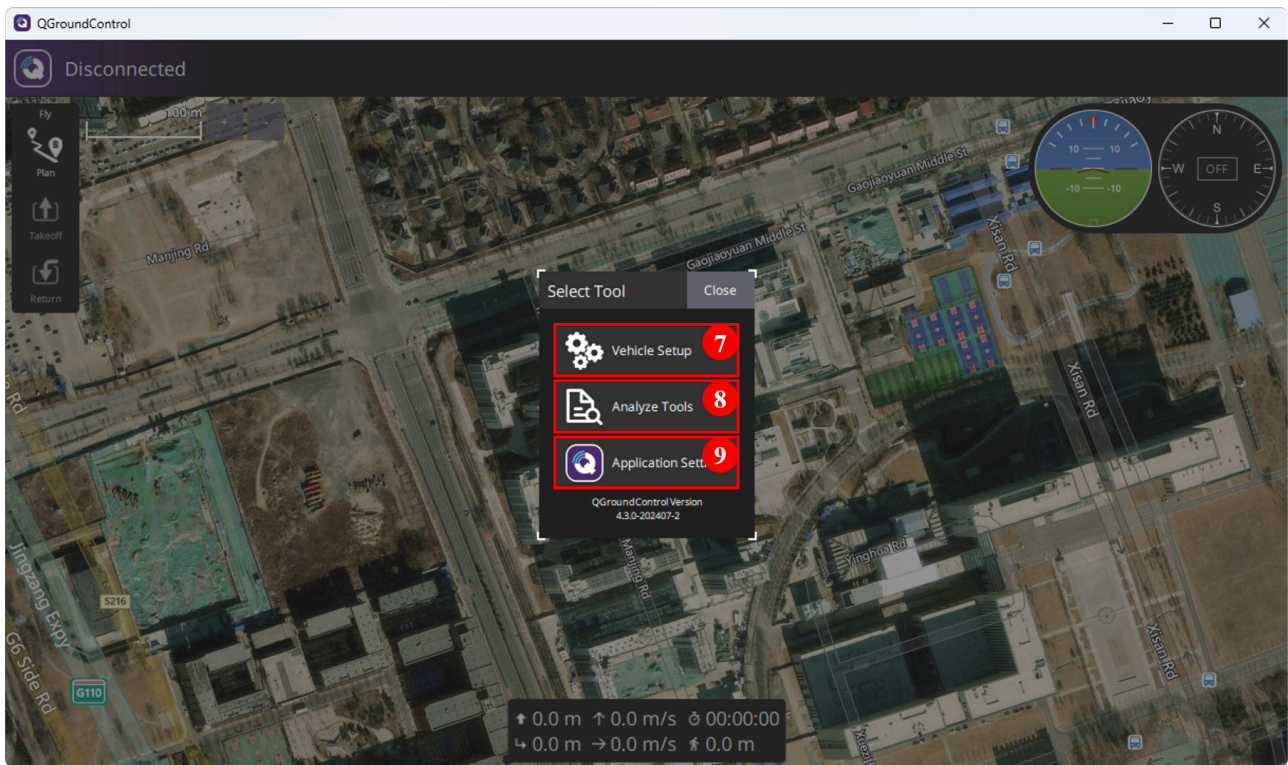 QGroundControl
Disconnected
Fly
Plan
Takeoff
Return
100 m
+
10 10
-10 -10
N
W OFF E
S
Gaojiaoyuan Middle St
Gaojiaoyuan Middle St
Manjing Rd
Xisan Rd
Select Tool Close
Vehicle Setup 7
Analyze Tools 8
Application Sett 9
QGroundControl Version
4.3.0-202407-2
Xisan Rd
Rd
Manjing Rd
Yinghua Rd
Jingzang Expy
S216
G6 Side Rd
G110
Xisan Rd
0.0 m 0.0 m/s 00:00:00
0.0 m 0.0 m/s 0.0 m